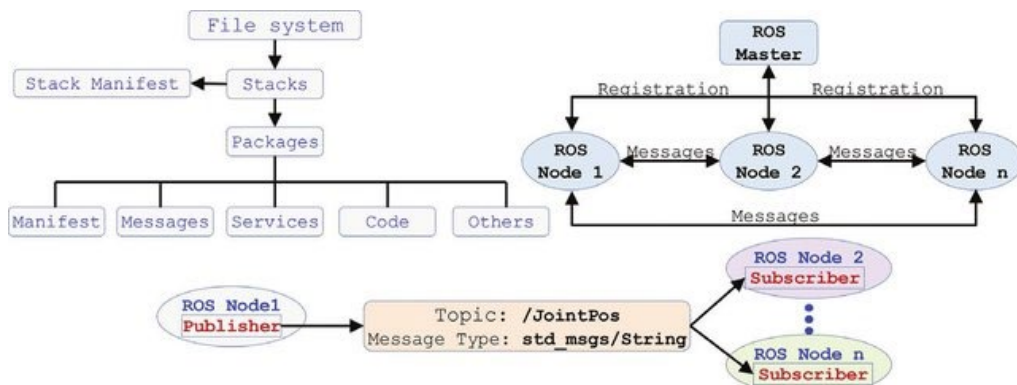 File system
Stack Manifest
Stacks
Packages
Manifest
Messages
Services
Code
Others
ROS
Master
Registration
Registration
ROS
Node 1
Messages
ROS
Node 2
Messages
ROS
Node n
Messages
ROS Node1
Publisher
Topic: /JointPos
Message Type: std_msgs/String
ROS Node 2
Subscriber
ROS Node n
Subscriber